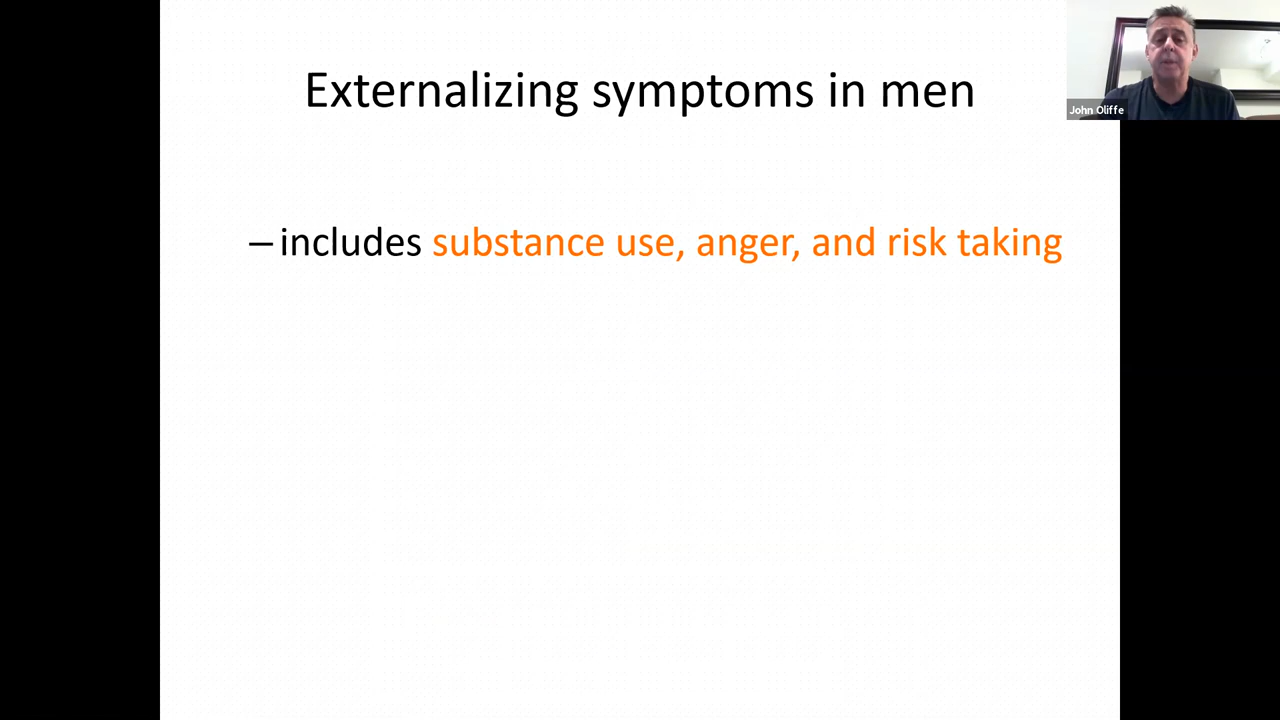 Externalizing symptoms in men
John Oliffe
– includes substance use, anger, and risk taking